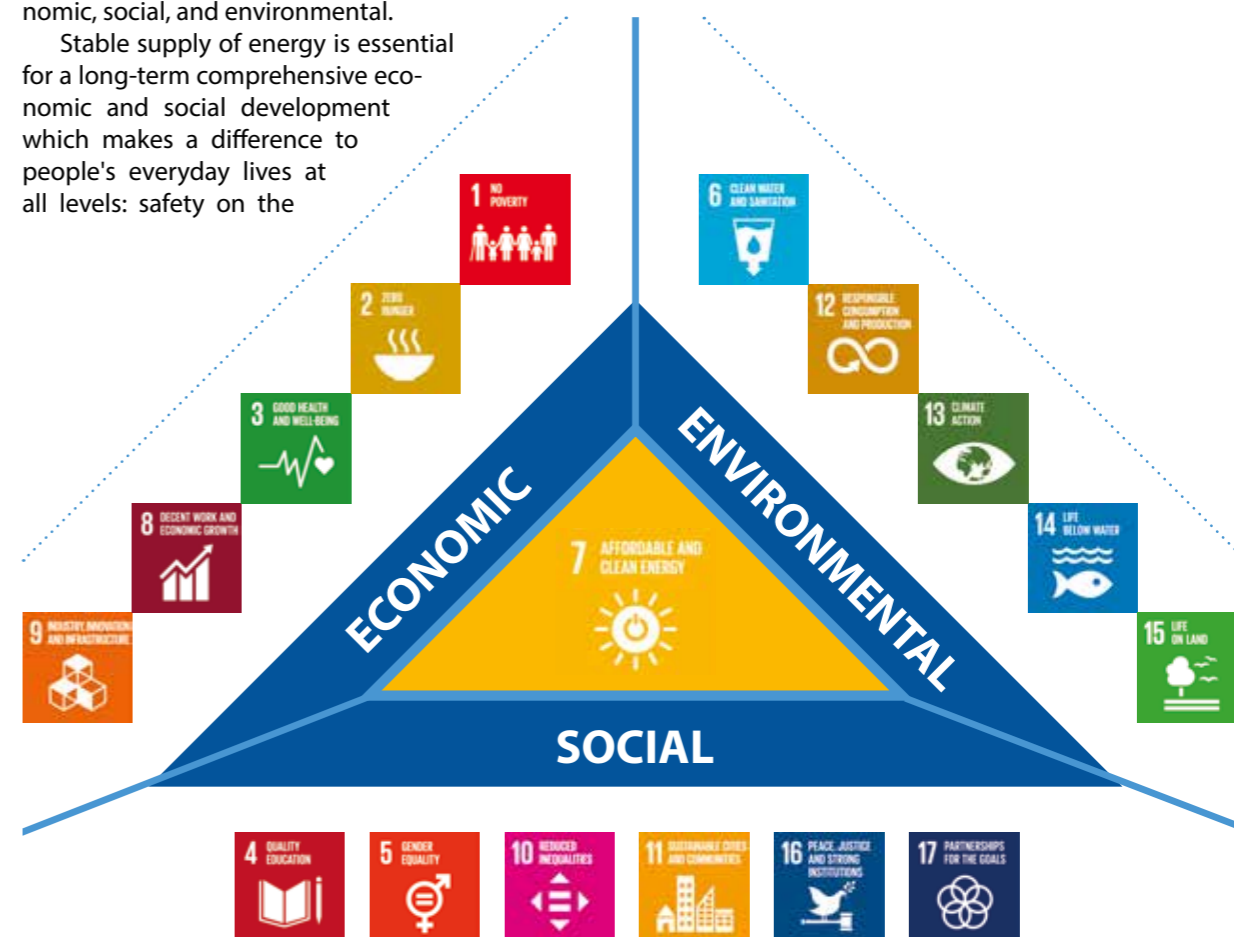 nomic, social, and environmental.
Stable supply of energy is essential
for a long-term comprehensive eco-
nomic and social development
which makes a difference to
people's everyday lives at
all levels: safety on the
1 NO
POVERTY
6 CLEAN WATER
AND SANITATION
2 ZERO
HUNGER
12 RESPONSIBLE
CONSUMPTION
AND PRODUCTION
3 GOOD HEALTH
AND WELL-BEING
13 CLIMATE
ACTION
8 DECENT WORK AND
ECONOMIC GROWTH
14 LIFE
BELOW WATER
9 INDUSTRY, INNOVATION
AND INFRASTRUCTURE
15 LIFE
ON LAND
ECONOMIC
ENVIRONMENTAL
7 AFFORDABLE AND
CLEAN ENERGY
SOCIAL
4 QUALITY
EDUCATION
5 GENDER
EQUALITY
10 REDUCED
INEQUALITIES
11 SUSTAINABLE CITIES
AND COMMUNITIES
16 PEACE, JUSTICE
AND STRONG
INSTITUTIONS
17 PARTNERSHIPS
FOR THE GOALS